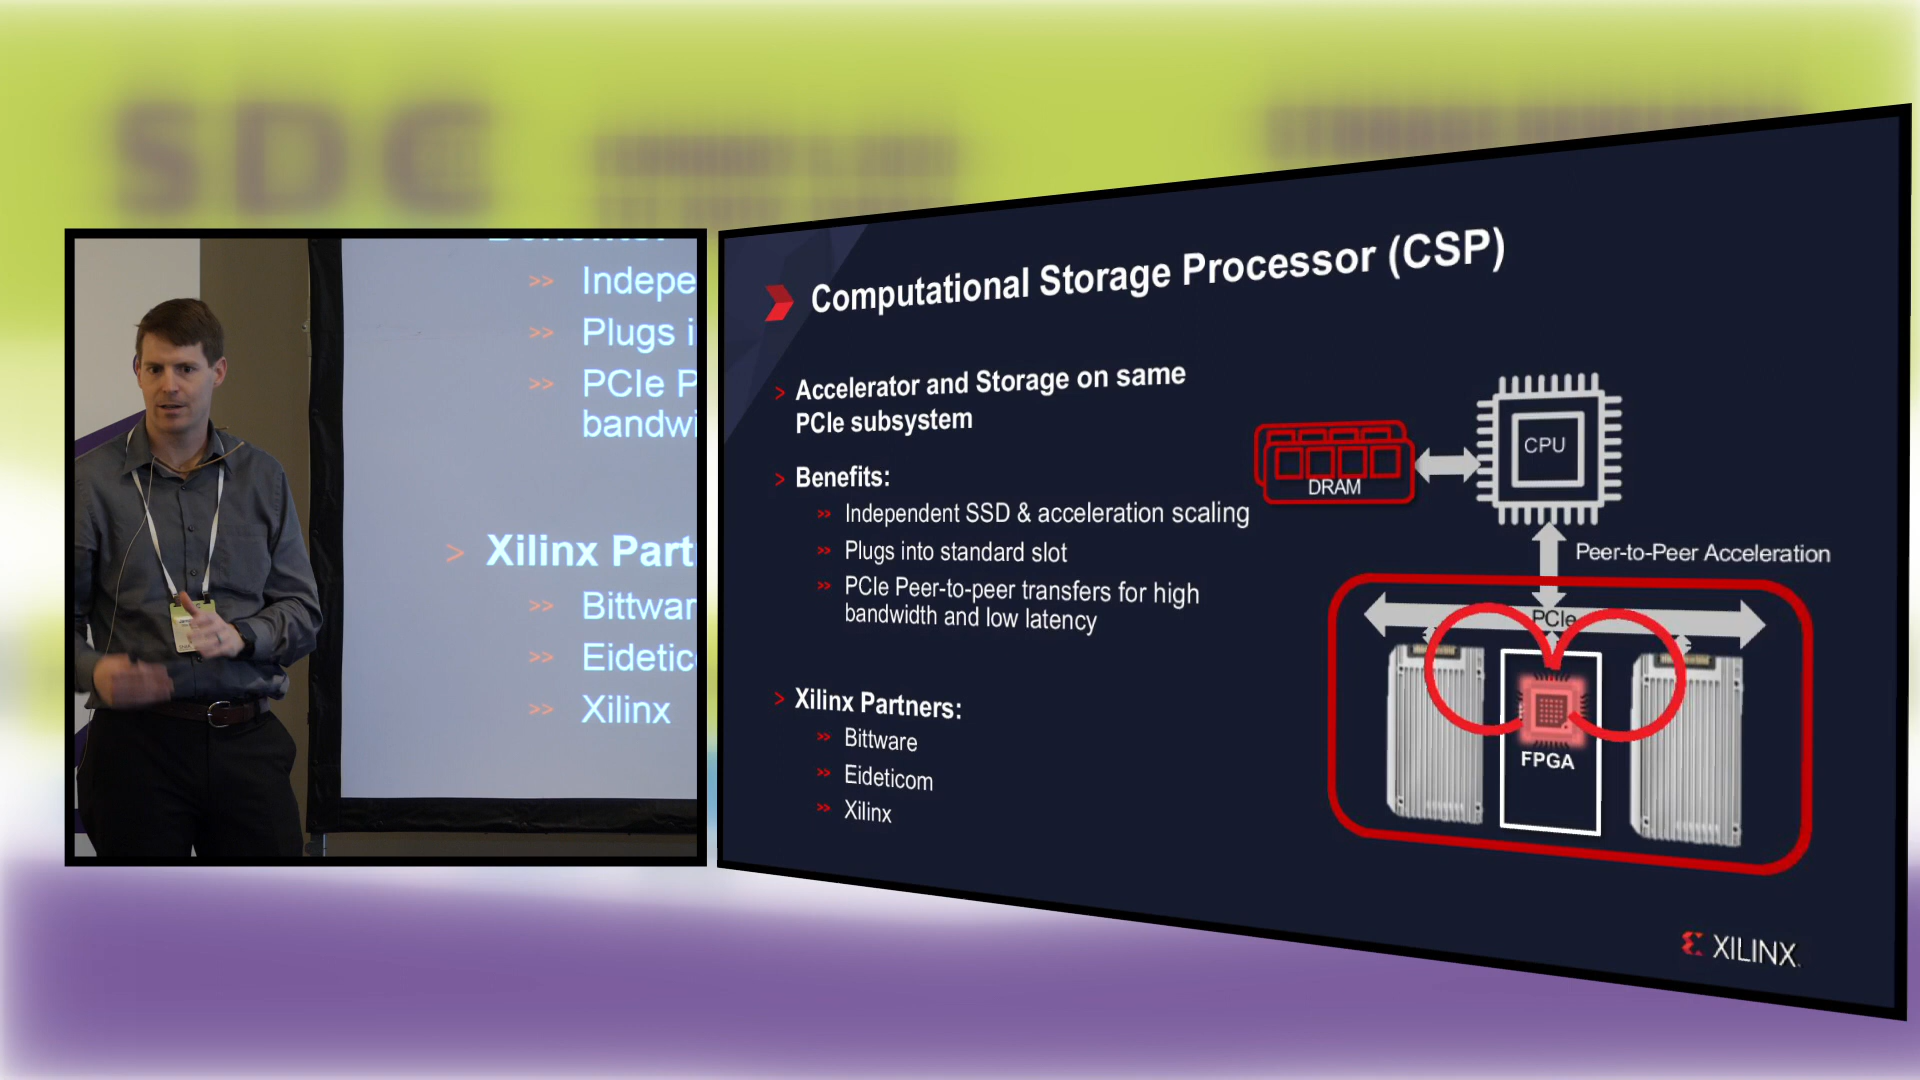 SDC
Indepe
Plugs i
PCIe P
bandwi
Xilinx Part
Bittwar
Eidetic
Xilinx
Computational Storage Processor (CSP)
> Accelerator and Storage on same
PCIe subsystem
> Benefits:
>> Independent SSD & acceleration scaling
>> Plugs into standard slot
>> PCIe Peer-to-peer transfers for high
bandwidth and low latency
> Xilinx Partners:
>> Bittware
>> Eideticom
>> Xilinx
CPU
DRAM
Peer-to-Peer Acceleration
PCIe
FPGA
XILINX